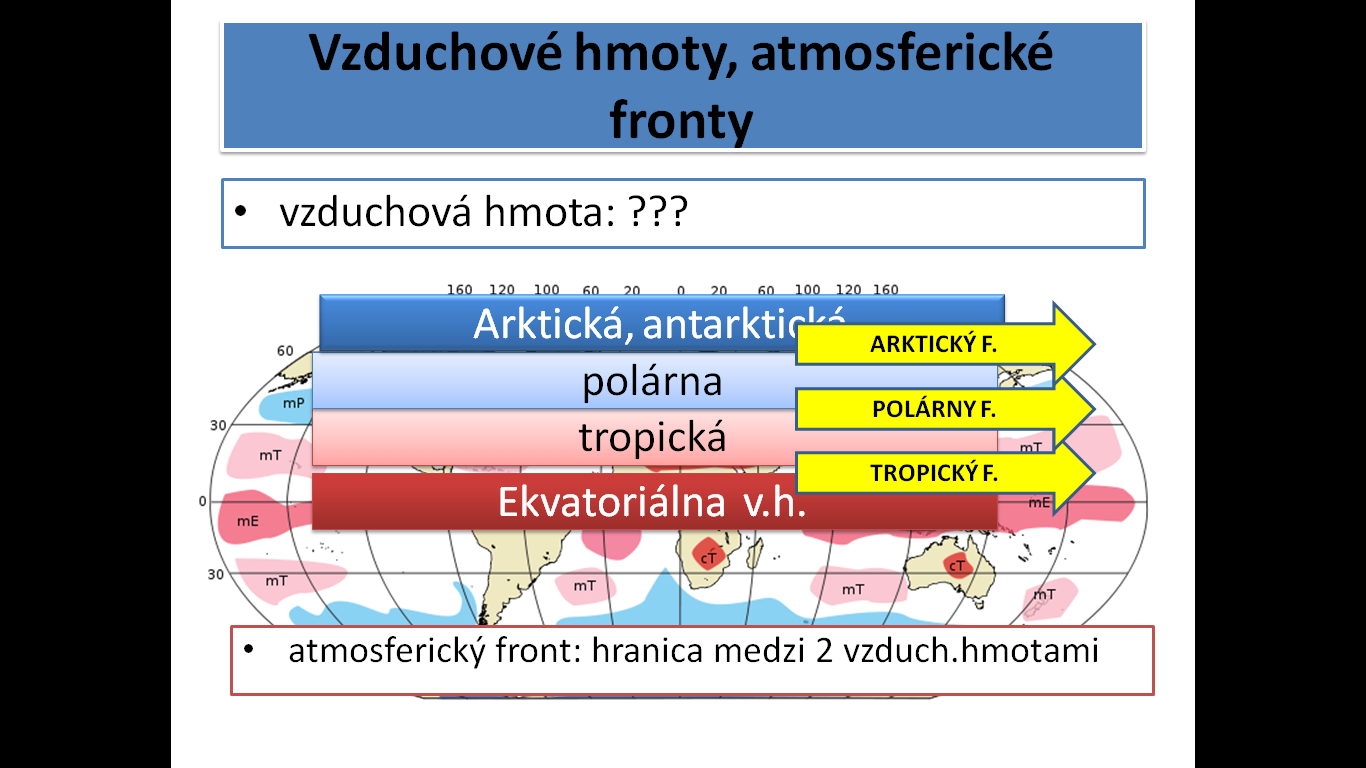 Vzduchové hmoty, atmosferické
fronty
• vzduchová hmota: ???
160 120 100 60 20 0 20 60 100 120 160
Arktická, antarktická
ARKTICKÝ F.
60
polárna
mP
POLÁRNY F.
30
tropická
mT
mT
TROPICKÝ F.
0
Ekvatoriálna v.h.
mE
mE
cT
cT
30
mT
mT
mT
mT
• atmosferický front: hranica medzi 2 vzduch.hmotami